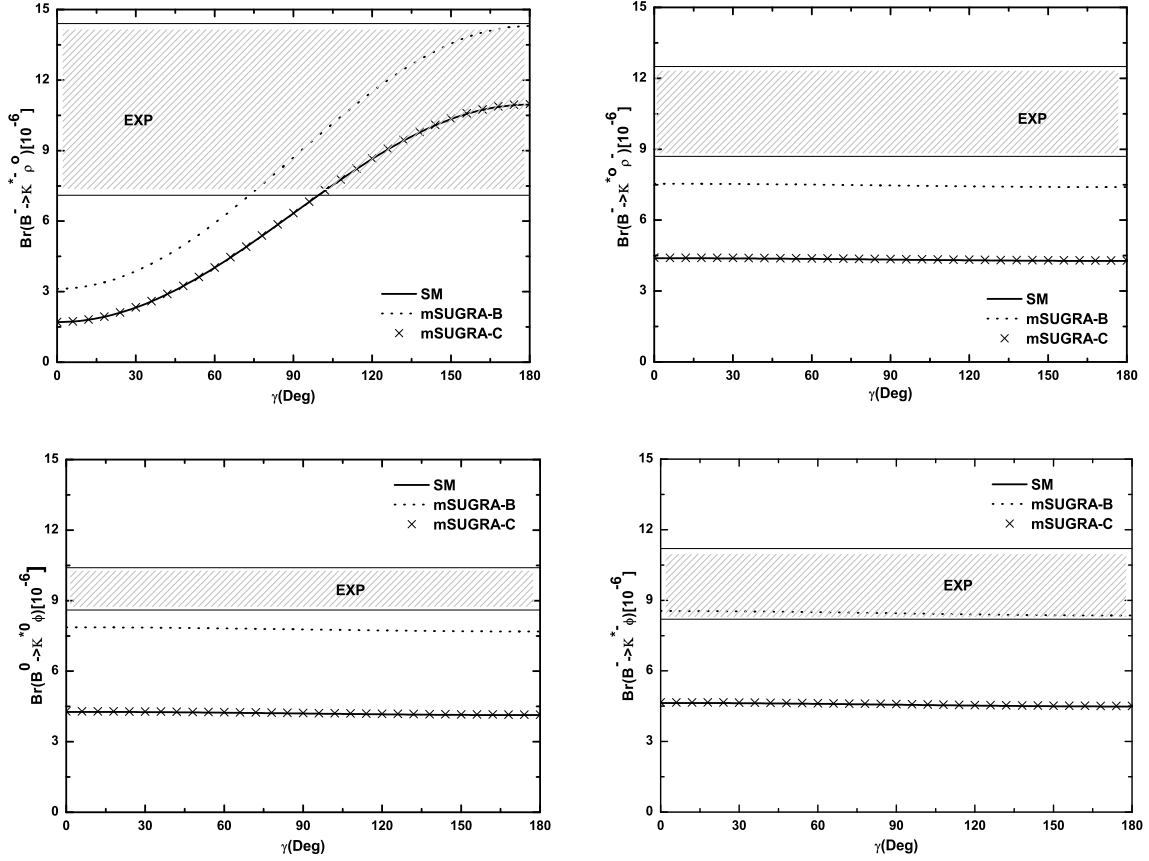 Br(B⁻->K*⁻ρ⁰)[10⁻⁶]
15
12
9
6
3
0
EXP
SM
mSUGRA-B
mSUGRA-C
0 30 60 90 120 150 180
γ(Deg)
Br(B⁻->K*⁰ρ⁻)[10⁻⁶]
15
12
9
6
3
0
EXP
SM
mSUGRA-B
mSUGRA-C
0 30 60 90 120 150 180
γ(Deg)
Br(B⁰->K*⁰ϕ)[10⁻⁶]
15
12
9
6
3
0
SM
mSUGRA-B
mSUGRA-C
EXP
0 30 60 90 120 150 180
γ(Deg)
Br(B⁻->K*⁻ϕ)[10⁻⁶]
15
12
9
6
3
0
SM
mSUGRA-B
mSUGRA-C
EXP
0 30 60 90 120 150 180
γ(Deg)